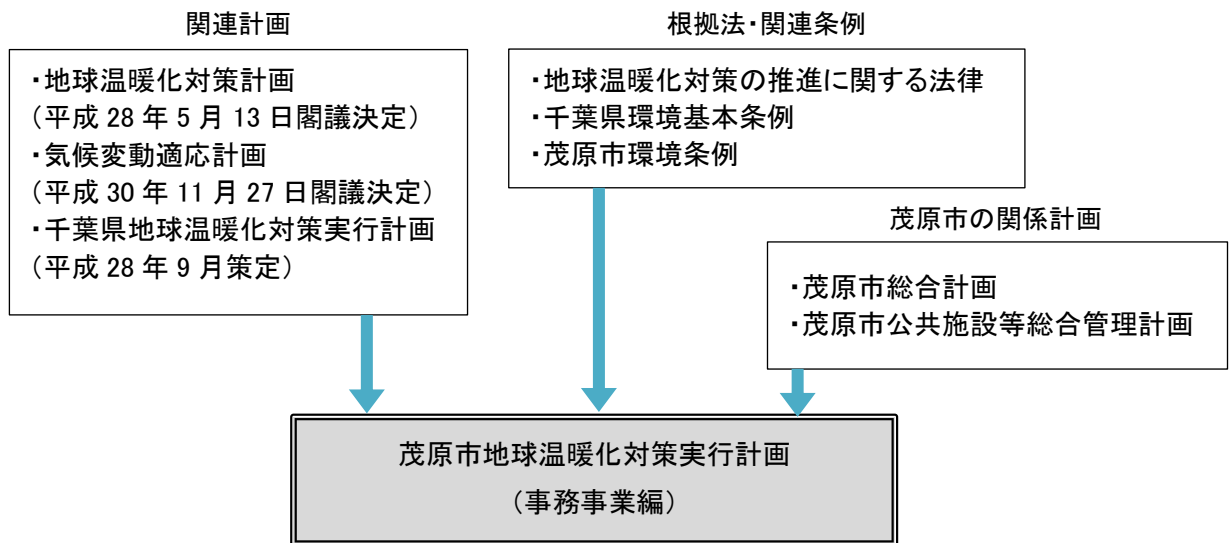 関連計画
・地球温暖化対策計画
(平成 28 年 5 月 13 日閣議決定)
・気候変動適応計画
(平成 30 年 11 月 27 日閣議決定)
・千葉県地球温暖化対策実行計画
(平成 28 年 9 月策定)
根拠法・関連条例
・地球温暖化対策の推進に関する法律
・千葉県環境基本条例
・茂原市環境条例
茂原市の関係計画
・茂原市総合計画
・茂原市公共施設等総合管理計画
茂原市地球温暖化対策実行計画
(事務事業編)